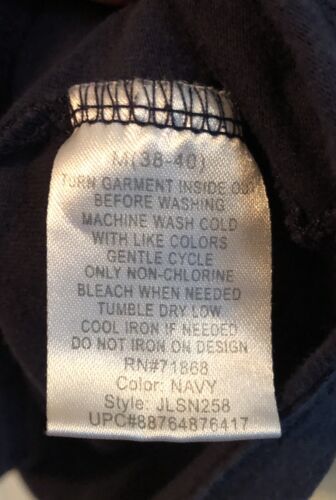 M(38-40)
TURN GARMENT INSIDE OUT
BEFORE WASHING
MACHINE WASH COLD
WITH LIKE COLORS
GENTLE CYCLE
ONLY NON-CHLORINE
BLEACH WHEN NEEDED
TUMBLE DRY LOW
COOL IRON IF NEEDED
DO NOT IRON ON DESIGN
RN#71868
Color: NAVY
Style: JLSN258
UPC#88764876417